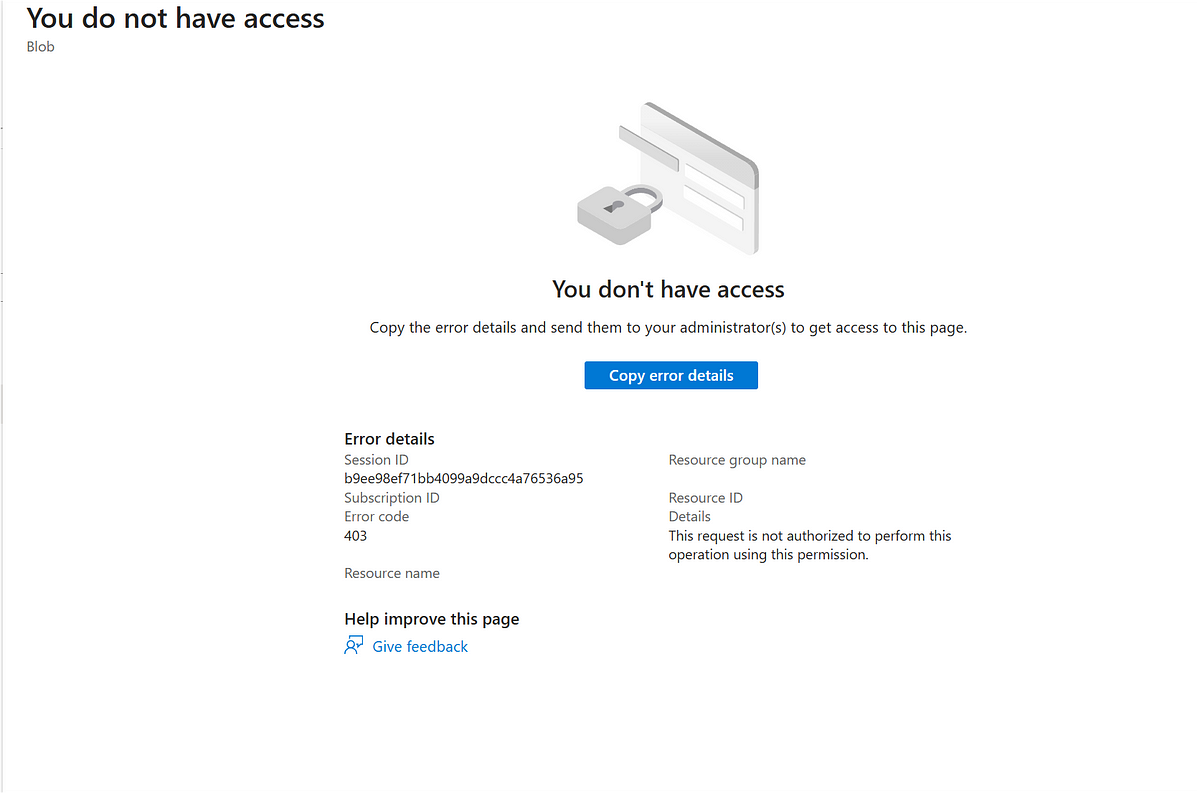 You do not have access
Blob
You don't have access
Copy the error details and send them to your administrator(s) to get access to this page.
Copy error details
Error details
Session ID
b9ee98ef71bb4099a9dccc4a76536a95
Subscription ID
Error code
403
Resource name
Resource group name
Resource ID
Details
This request is not authorized to perform this
operation using this permission.
Help improve this page
Give feedback